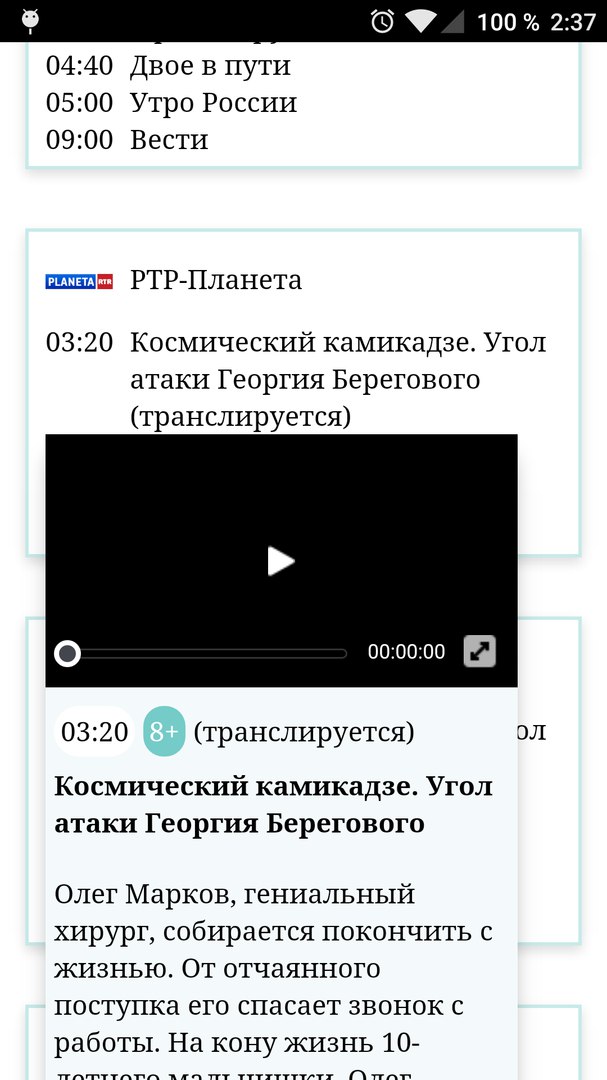 100 % 2:37
04:40 Двое в пути
05:00 Утро России
09:00 Вести
PLANETA RTR РТР-Планета
03:20 Космический камикадзе. Угол
атаки Георгия Берегового
(транслируется)
00:00:00
03:20 8+ (транслируется)
ол
Космический камикадзе. Угол
атаки Георгия Берегового
Олег Марков, гениальный
хирург, собирается покончить с
жизнью. От отчаянного
поступка его спасает звонок с
работы. На кону жизнь 10-
летнего мальчишки. Олег